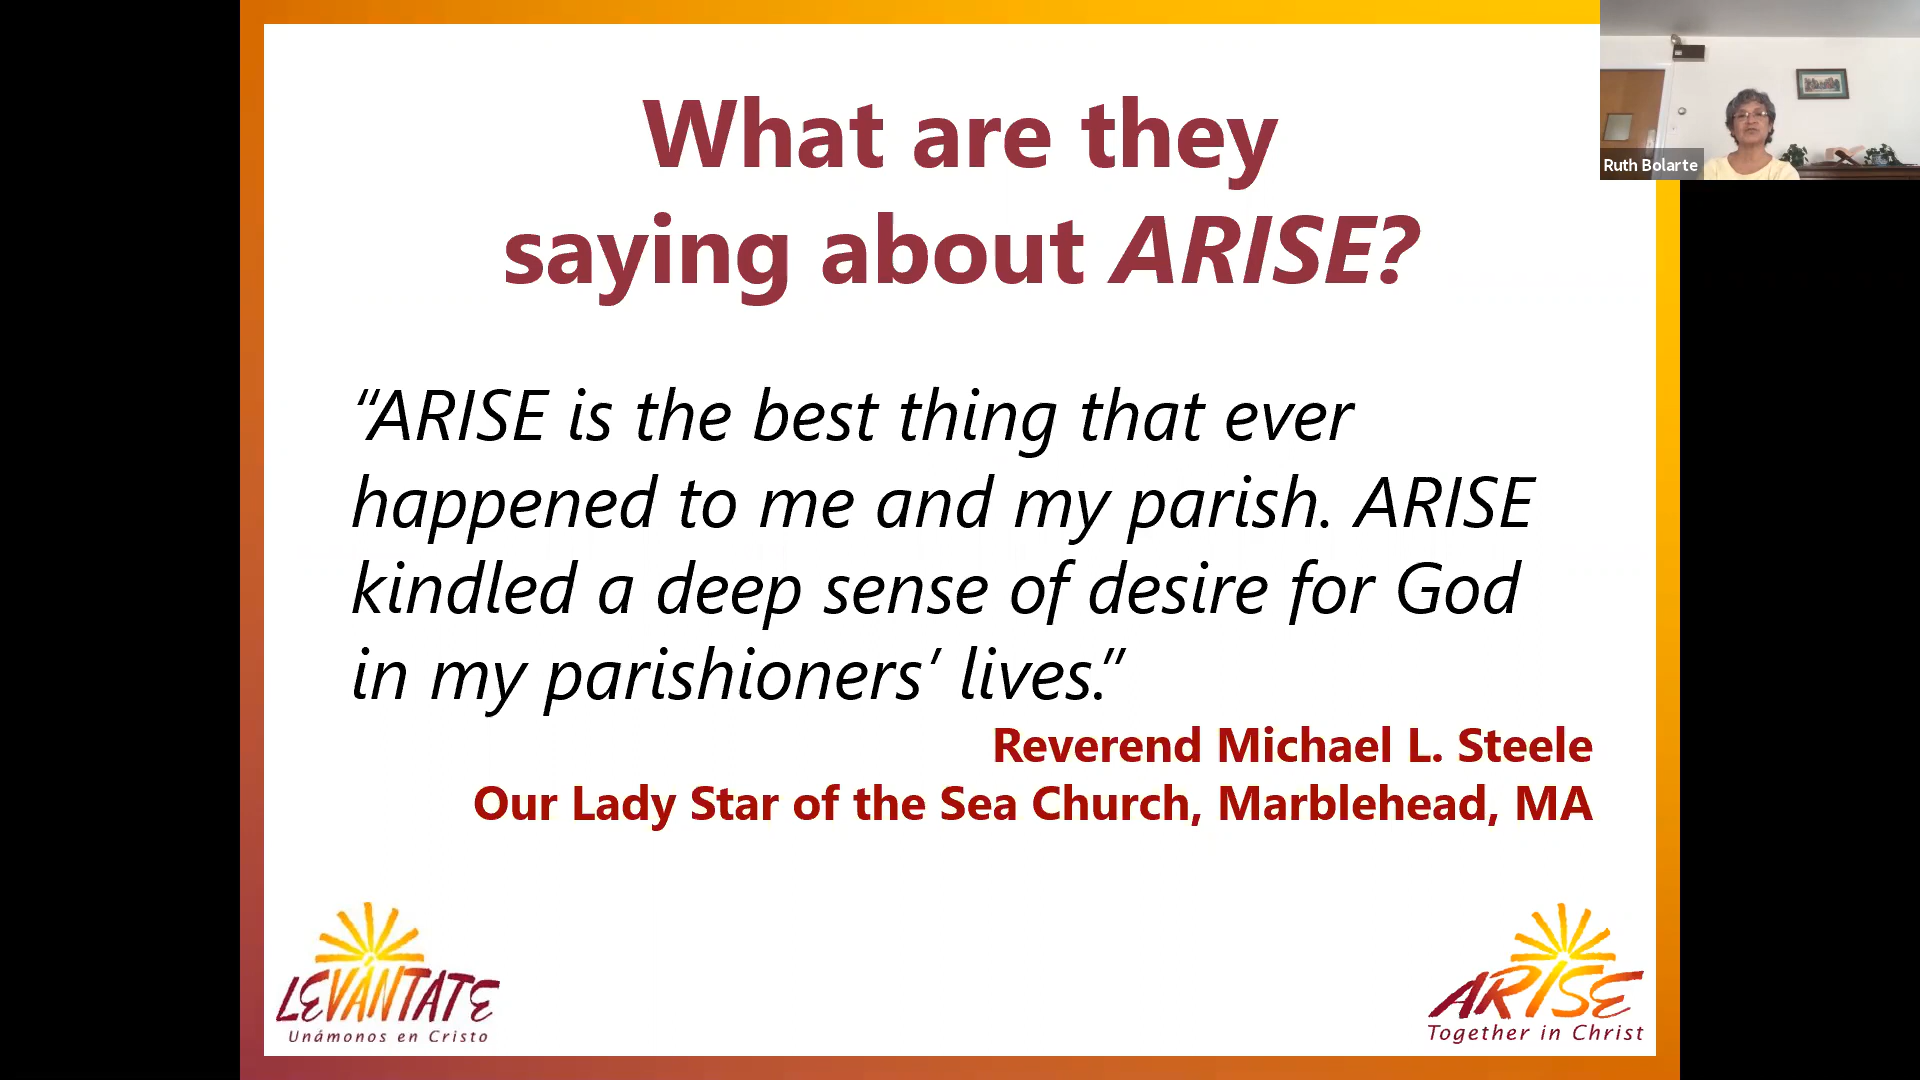 What are they
saying about ARISE?
“ARISE is the best thing that ever
happened to me and my parish. ARISE
kindled a deep sense of desire for God
in my parishioners’ lives.”
Reverend Michael L. Steele
Our Lady Star of the Sea Church, Marblehead, MA
LEVÁNTATE
Unámonos en Cristo
ARISE
Together in Christ
Ruth Bolarte